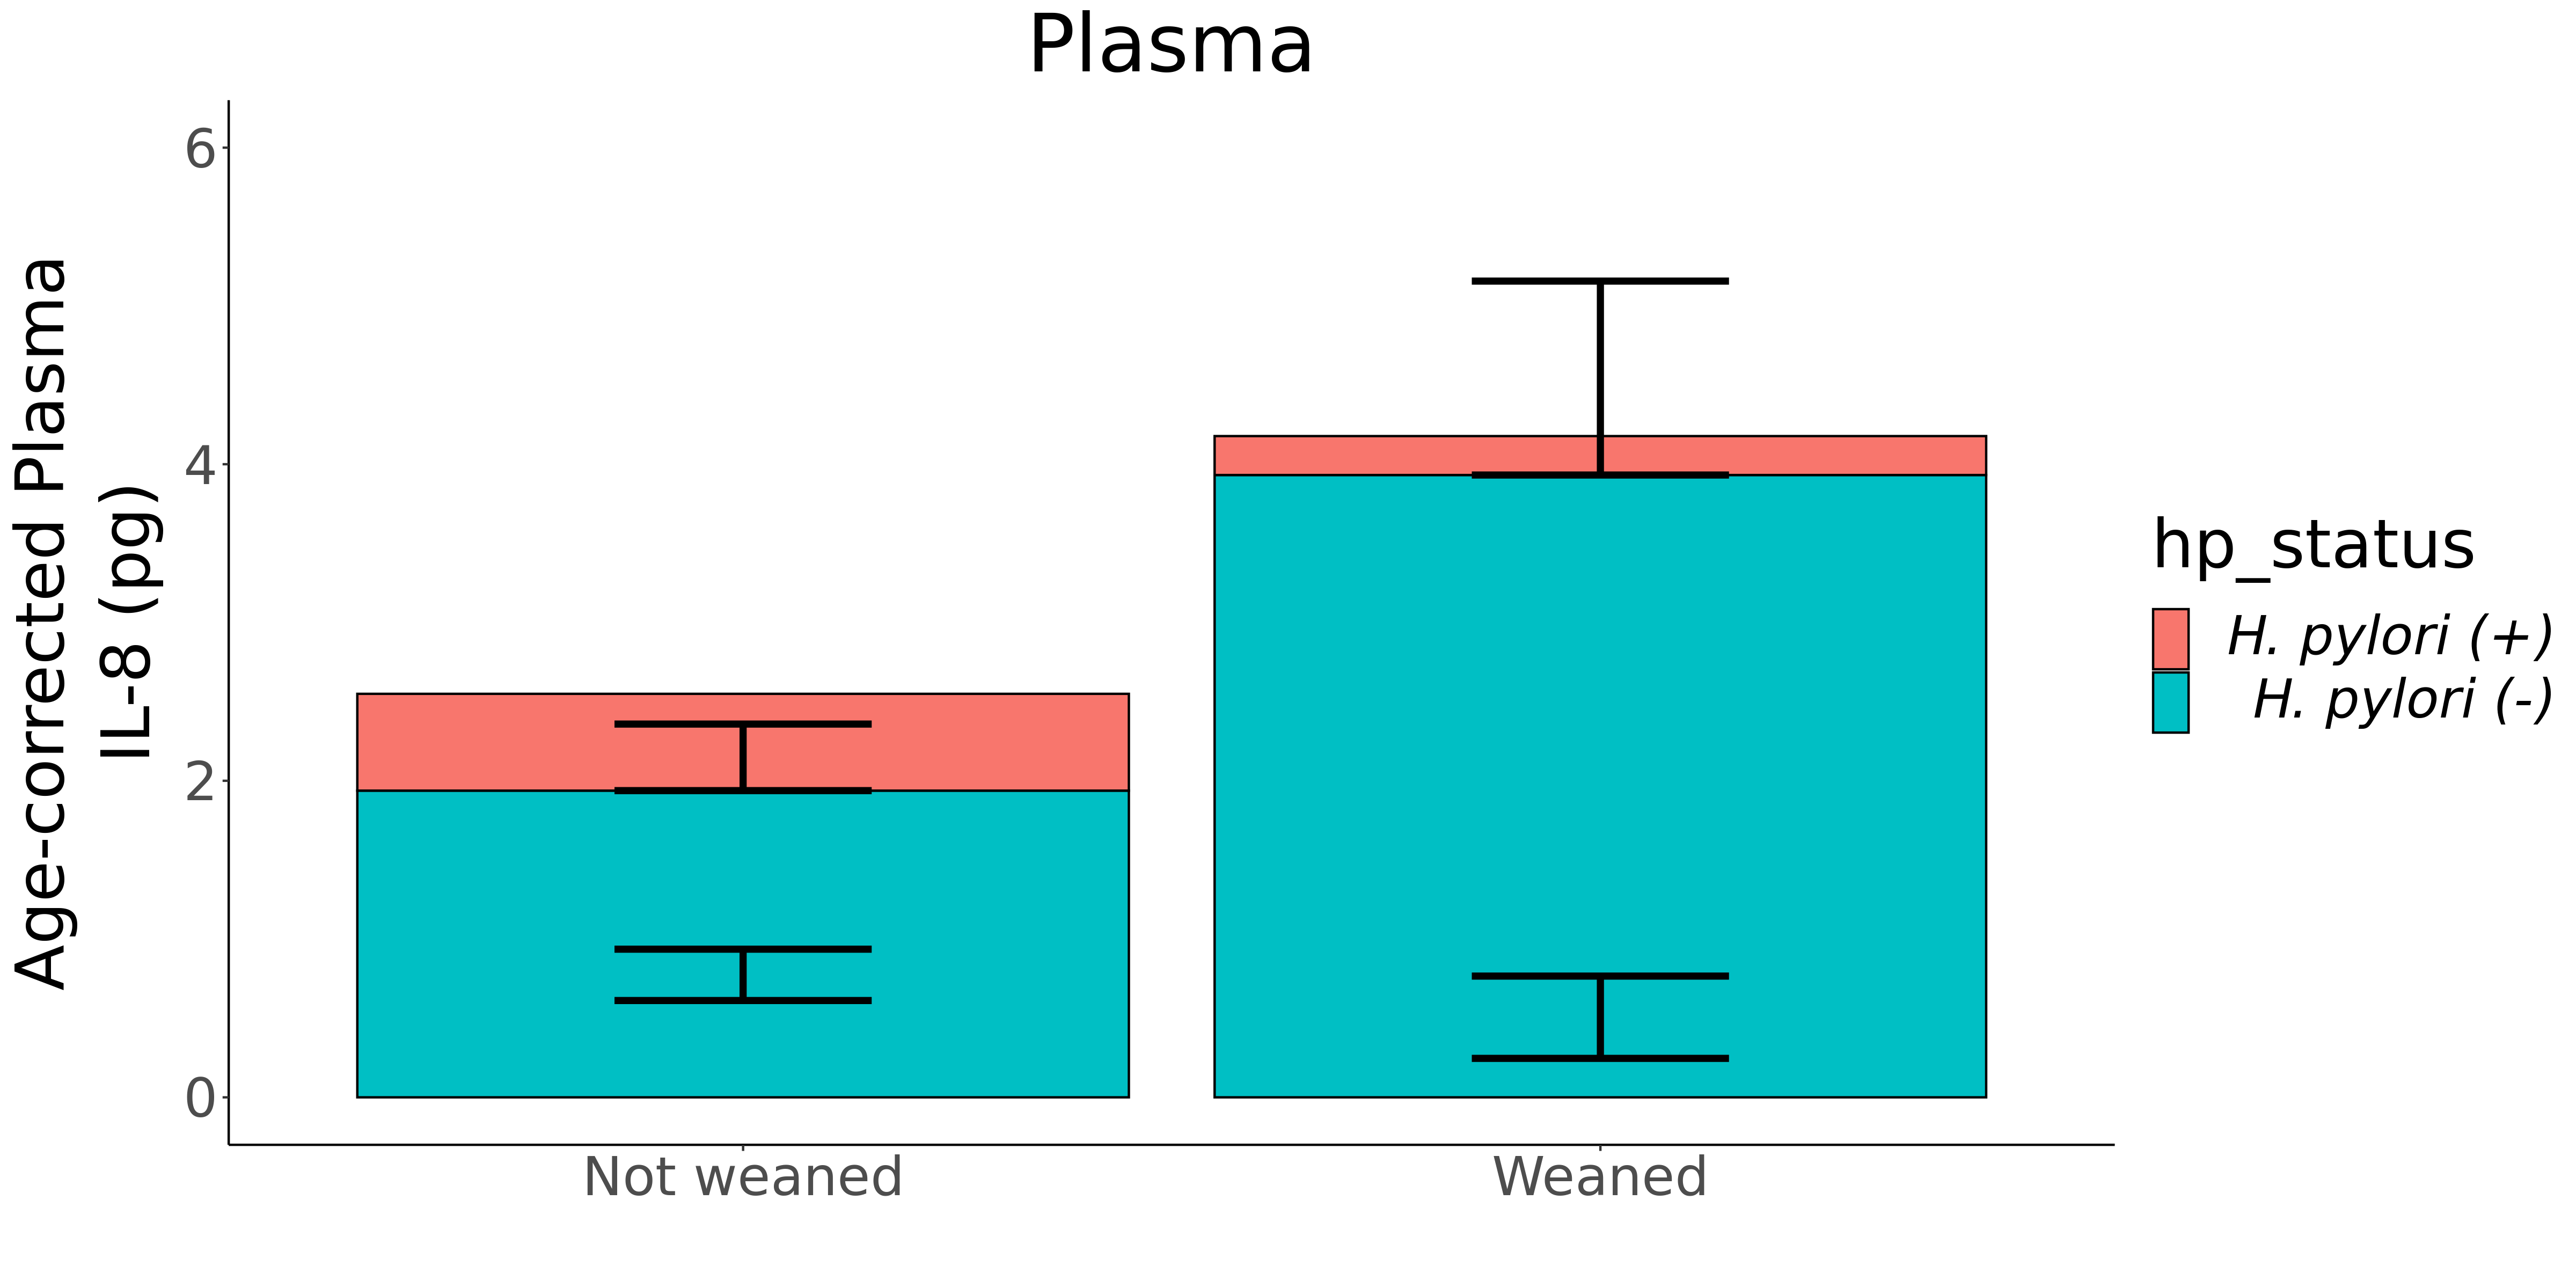 Plasma
Age-corrected Plasma
IL-8 (pg)
6
4
2
0
Not weaned
Weaned
hp_status
H. pylori (+)
H. pylori (-)